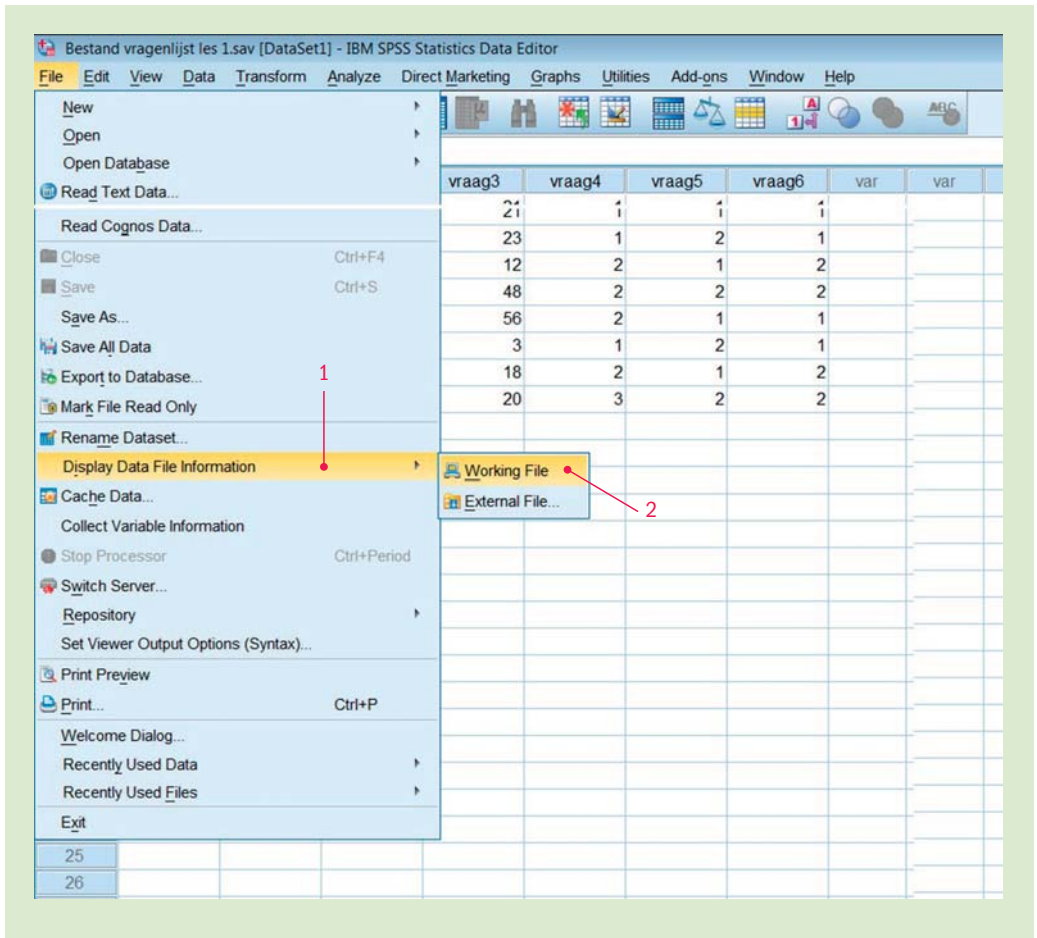 Bestand vragenlijst les 1.sav [DataSet1] - IBM SPSS Statistics Data Editor
File Edit View Data Transform Analyze Direct Marketing Graphs Utilities Add-ons Window Help
New
Open
Open Database
Read Text Data...
Read Cognos Data...
Close Ctrl+F4
Save Ctrl+S
Save As...
Save All Data
Export to Database...
Mark File Read Only
Rename Dataset...
Display Data File Information
Cache Data...
Collect Variable Information
Stop Processor Ctrl+Period
Switch Server...
Repository
Set Viewer Output Options (Syntax)...
Print Preview
Print... Ctrl+P
Welcome Dialog...
Recently Used Data
Recently Used Files
Exit
25
26
1
Working File
External File...
2
A
1
ABC
vraag3 vraag4 vraag5 vraag6 var var
21 1 1 1
23 1 2 1
12 2 1 2
48 2 2 2
56 2 1 1
3 1 2 1
18 2 1 2
20 3 2 2